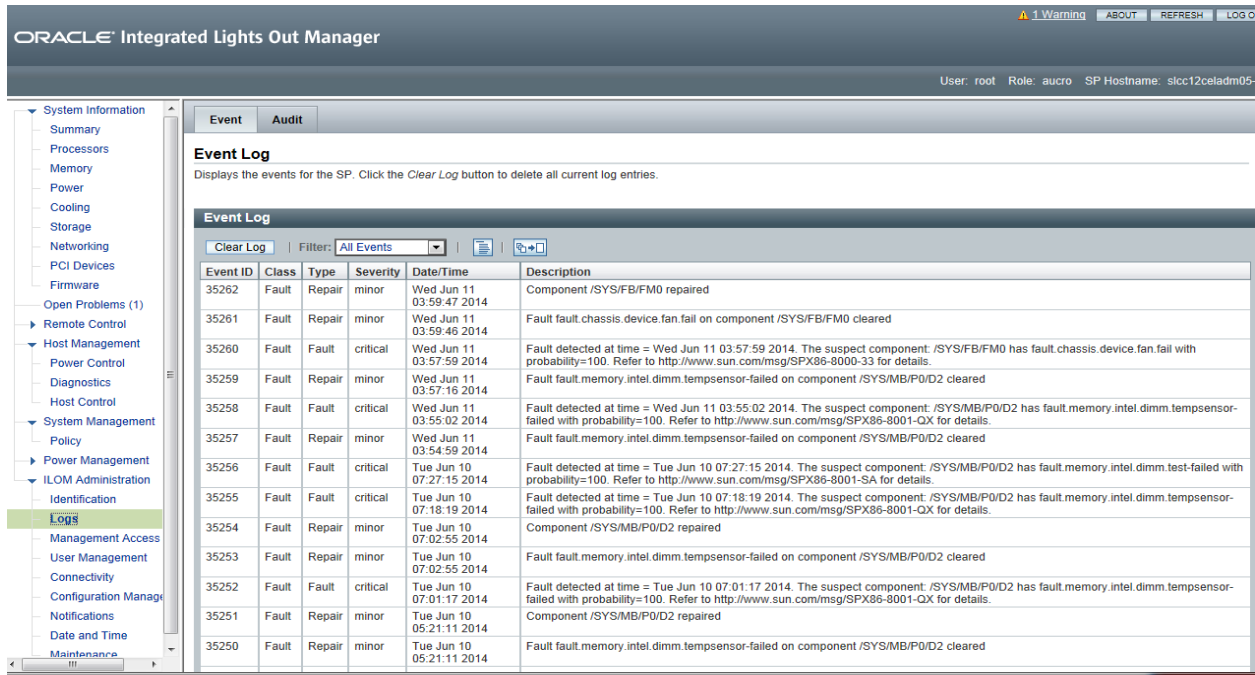 1 Warning ABOUT REFRESH LOG O
ORACLE Integrated Lights Out Manager
User: root Role: aucro SP Hostname: slcc12celadm05-
System Information
Summary
Processors
Memory
Power
Cooling
Storage
Networking
PCI Devices
Firmware
Open Problems (1)
Remote Control
Host Management
Power Control
Diagnostics
Host Control
System Management
Policy
Power Management
ILOM Administration
Identification
Logs
Management Access
User Management
Connectivity
Configuration Manage
Notifications
Date and Time
Maintenance
Event Audit
Event Log
Displays the events for the SP. Click the Clear Log button to delete all current log entries.
Event Log
Clear Log | Filter: All Events | |
Event ID Class Type Severity Date/Time Description
35262 Fault Repair minor Wed Jun 11 Component /SYS/FB/FM0 repaired
03:59:47 2014
35261 Fault Repair minor Wed Jun 11 Fault fault.chassis.device.fan.fail on component /SYS/FB/FM0 cleared
03:59:46 2014
35260 Fault Fault critical Wed Jun 11 Fault detected at time = Wed Jun 11 03:57:59 2014. The suspect component: /SYS/FB/FM0 has fault.chassis.device.fan.fail with
03:57:59 2014 probability=100. Refer to http://www.sun.com/msg/SPX86-8000-33 for details.
35259 Fault Repair minor Wed Jun 11 Fault fault.memory.intel.dimm.tempsensor-failed on component /SYS/MB/P0/D2 cleared
03:57:16 2014
35258 Fault Fault critical Wed Jun 11 Fault detected at time = Wed Jun 11 03:55:02 2014. The suspect component: /SYS/MB/P0/D2 has fault.memory.intel.dimm.tempsensor-
03:55:02 2014 failed with probability=100. Refer to http://www.sun.com/msg/SPX86-8001-QX for details.
35257 Fault Repair minor Wed Jun 11 Fault fault.memory.intel.dimm.tempsensor-failed on component /SYS/MB/P0/D2 cleared
03:54:59 2014
35256 Fault Fault critical Tue Jun 10 Fault detected at time = Tue Jun 10 07:27:15 2014. The suspect component: /SYS/MB/P0/D2 has fault.memory.intel.dimm.test-failed with
07:27:15 2014 probability=100. Refer to http://www.sun.com/msg/SPX86-8001-SA for details.
35255 Fault Fault critical Tue Jun 10 Fault detected at time = Tue Jun 10 07:18:19 2014. The suspect component: /SYS/MB/P0/D2 has fault.memory.intel.dimm.tempsensor-
07:18:19 2014 failed with probability=100. Refer to http://www.sun.com/msg/SPX86-8001-QX for details.
35254 Fault Repair minor Tue Jun 10 Component /SYS/MB/P0/D2 repaired
07:02:55 2014
35253 Fault Repair minor Tue Jun 10 Fault fault.memory.intel.dimm.tempsensor-failed on component /SYS/MB/P0/D2 cleared
07:02:55 2014
35252 Fault Fault critical Tue Jun 10 Fault detected at time = Tue Jun 10 07:01:17 2014. The suspect component: /SYS/MB/P0/D2 has fault.memory.intel.dimm.tempsensor-
07:01:17 2014 failed with probability=100. Refer to http://www.sun.com/msg/SPX86-8001-QX for details.
35251 Fault Repair minor Tue Jun 10 Component /SYS/MB/P0/D2 repaired
05:21:11 2014
35250 Fault Repair minor Tue Jun 10 Fault fault.memory.intel.dimm.tempsensor-failed on component /SYS/MB/P0/D2 cleared
05:21:11 2014